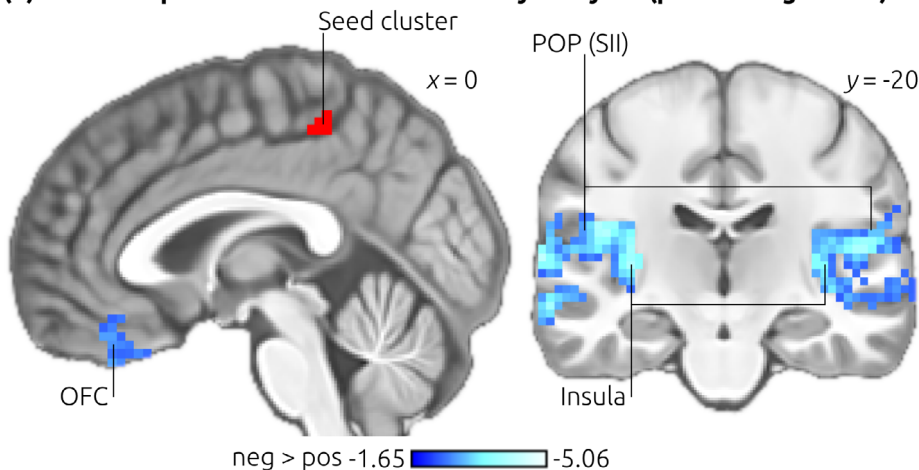 Seed cluster
x = 0
POP (SII)
y = -20
OFC
Insula
neg > pos -1.65
-5.06